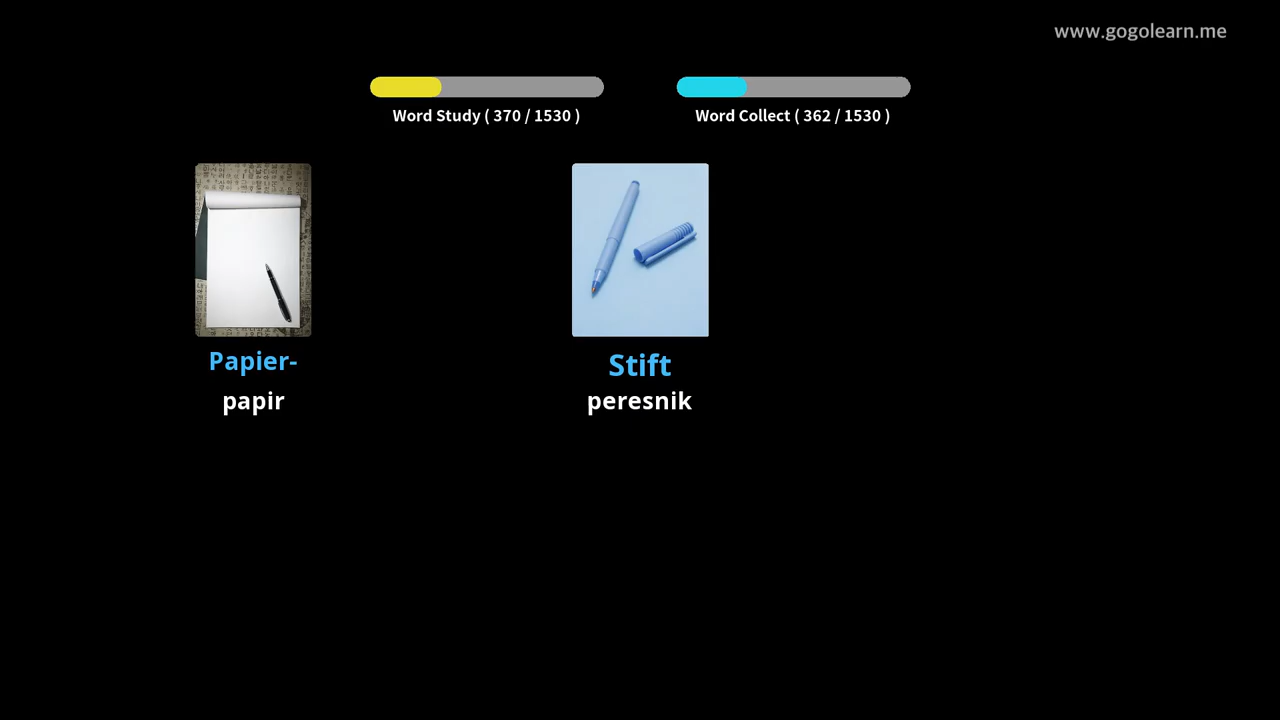 www.gogolearn.me
Word Study ( 370 / 1530 )
Word Collect ( 362 / 1530 )
Papier-
papir
Stift
peresnik